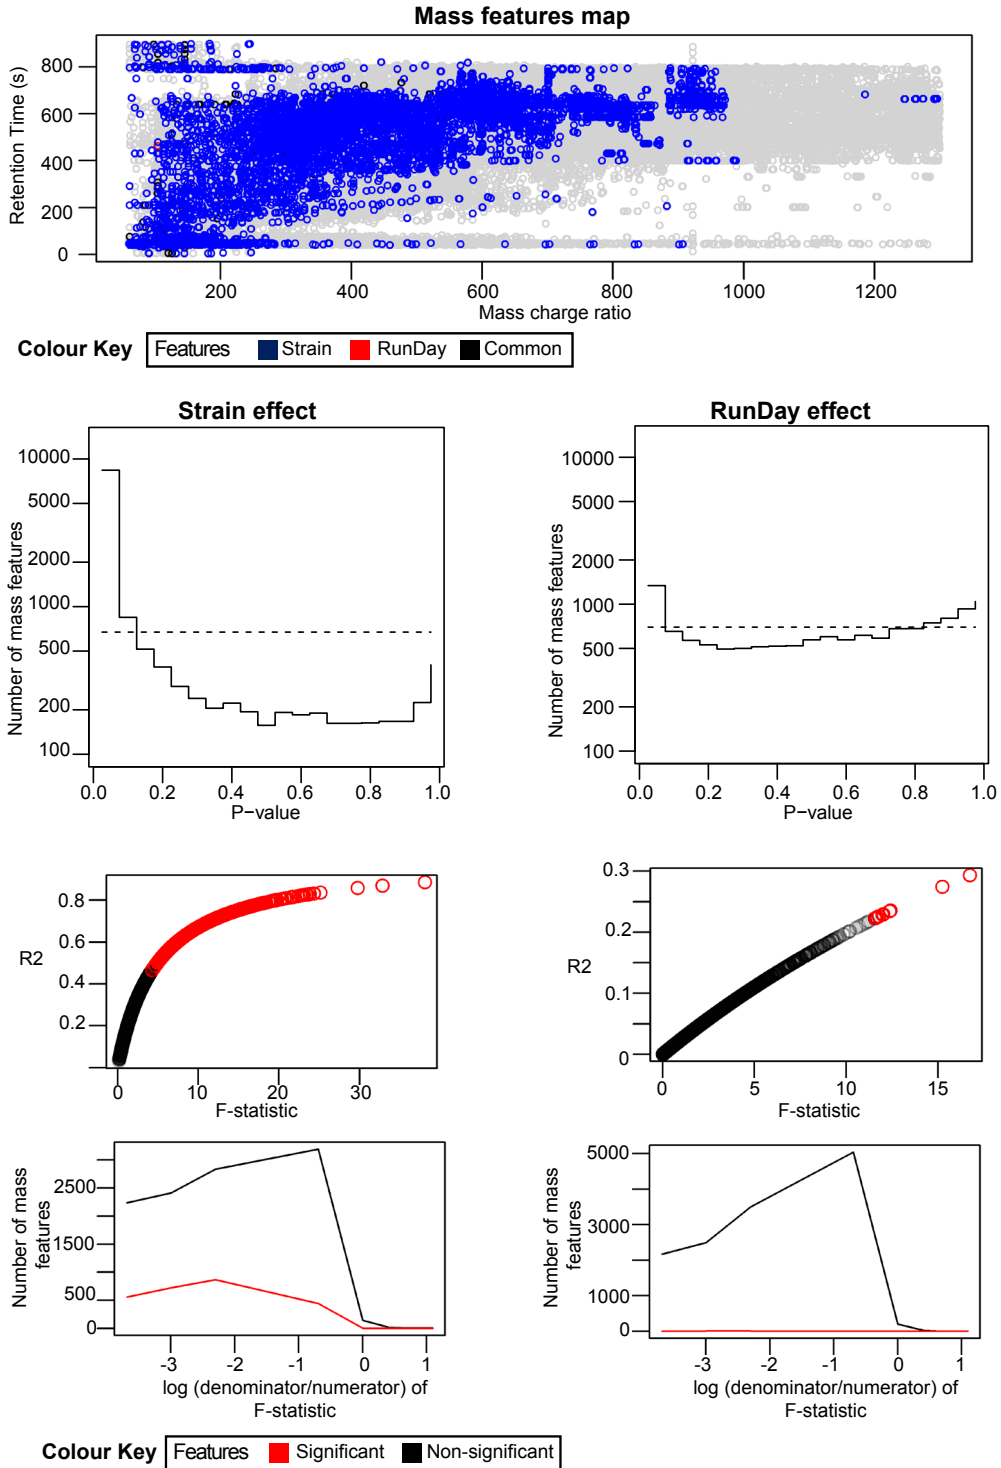 Mass features map
Retention Time (s)
800
600
400
200
0
200
400
600
800
1000
1200
Mass charge ratio
Colour Key
Features
Strain
RunDay
Common
Strain effect
Number of mass features
10000
5000
2000
1000
500
200
100
0.0
0.2
0.4
0.6
0.8
1.0
P−value
RunDay effect
Number of mass features
10000
5000
2000
1000
500
200
100
0.0
0.2
0.4
0.6
0.8
1.0
P−value
R2
0.8
0.6
0.4
0.2
0
10
20
30
F-statistic
R2
0.3
0.2
0.1
0
0
5
10
15
F-statistic
Number of mass
features
2500
1500
500
0
-3
-2
-1
0
1
log (denominator/numerator) of
F-statistic
Number of mass
features
5000
3000
1000
0
-3
-2
-1
0
1
log (denominator/numerator) of
F-statistic
Colour Key
Features
Significant
Non-significant